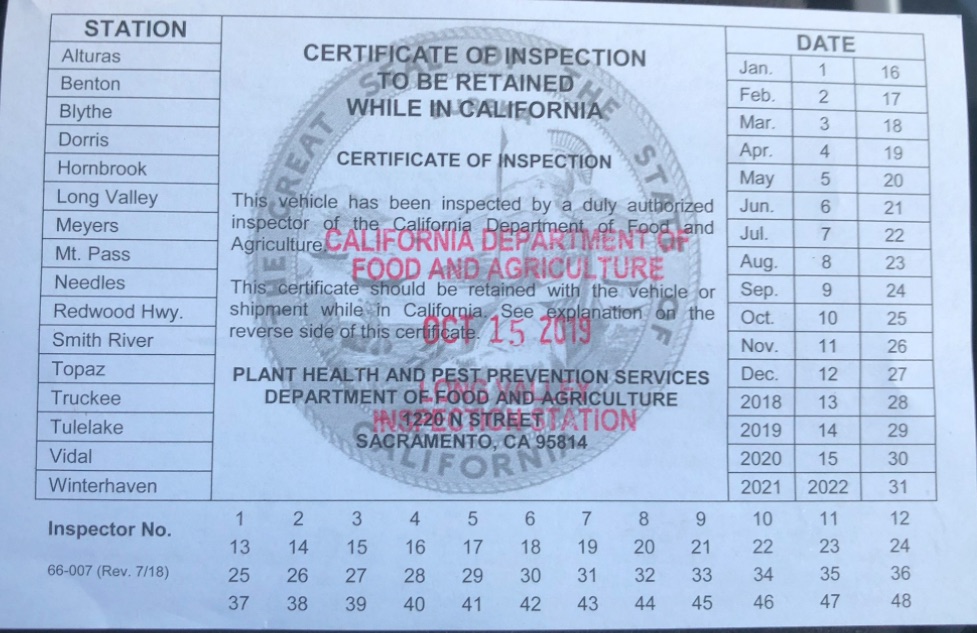 STATION
Alturas
Benton
Blythe
Dorris
Hornbrook
Long Valley
Meyers
Mt. Pass
Needles
Redwood Hwy.
Smith River
Topaz
Truckee
Tulelake
Vidal
Winterhaven
CERTIFICATE OF INSPECTION
TO BE RETAINED
WHILE IN CALIFORNIA
CERTIFICATE OF INSPECTION
This vehicle has been inspected by a duly authorized
inspector of the California Department of Food and
Agriculture.
CALIFORNIA DEPARTMENT OF
FOOD AND AGRICULTURE
This certificate should be retained with the vehicle or
shipment while in California. See explanation on the
reverse side of this certificate.
OCT 15 2019
PLANT HEALTH AND PEST PREVENTION SERVICES
LONG VALLEY
DEPARTMENT OF FOOD AND AGRICULTURE
INSPECTION STATION
1220 N STREET
SACRAMENTO, CA 95814
THE GREAT SEAL OF THE STATE OF CALIFORNIA
EUREKA
DATE
Jan. 1 16
Feb. 2 17
Mar. 3 18
Apr. 4 19
May 5 20
Jun. 6 21
Jul. 7 22
Aug. 8 23
Sep. 9 24
Oct. 10 25
Nov. 11 26
Dec. 12 27
2018 13 28
2019 14 29
2020 15 30
2021 2022 31
Inspector No.
66-007 (Rev. 7/18)
1 2 3 4 5 6 7 8 9 10 11 12
13 14 15 16 17 18 19 20 21 22 23 24
25 26 27 28 29 30 31 32 33 34 35 36
37 38 39 40 41 42 43 44 45 46 47 48